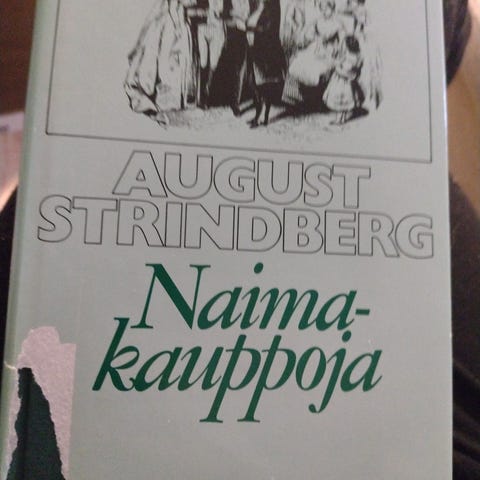 AUGUST
STRINDBERG
Naima-
kauppoja